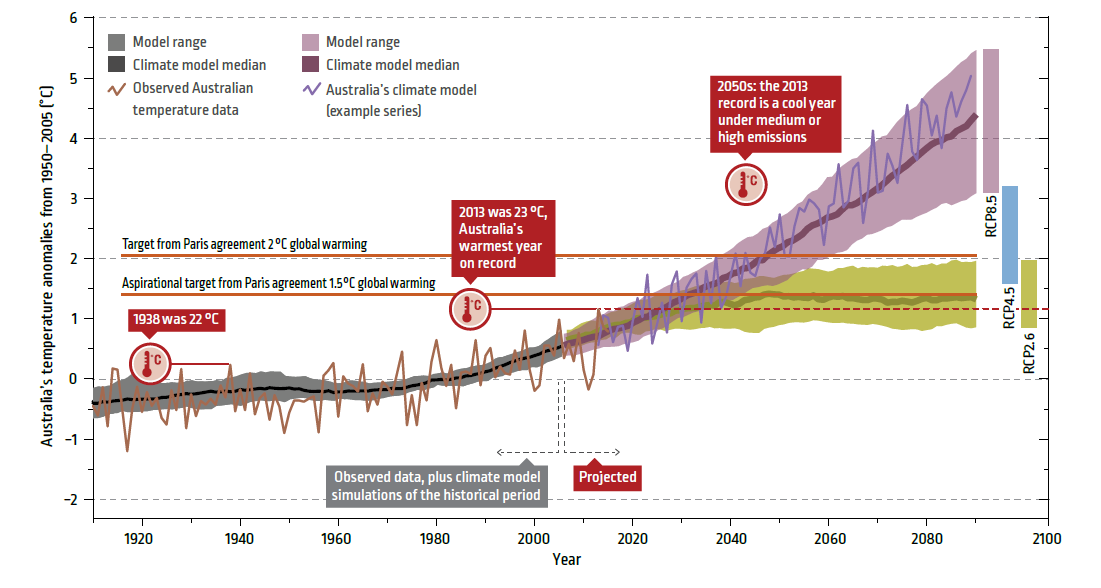 Australia's temperature anomalies from 1950–2005 (°C)
6
5
4
3
2
1
0
−1
−2
Model range
Climate model median
Observed Australian
temperature data
Model range
Climate model median
Australia's climate model
(example series)
2050s: the 2013
record is a cool year
under medium or
high emissions
°C
2013 was 23 °C,
Australia's
warmest year
on record
°C
Target from Paris agreement 2°C global warming
Aspirational target from Paris agreement 1.5°C global warming
1938 was 22 °C
°C
RCP8.5
RCP4.5
RCP2.6
Observed data, plus climate model
simulations of the historical period
Projected
1920
1940
1960
1980
2000
2020
2040
2060
2080
2100
Year